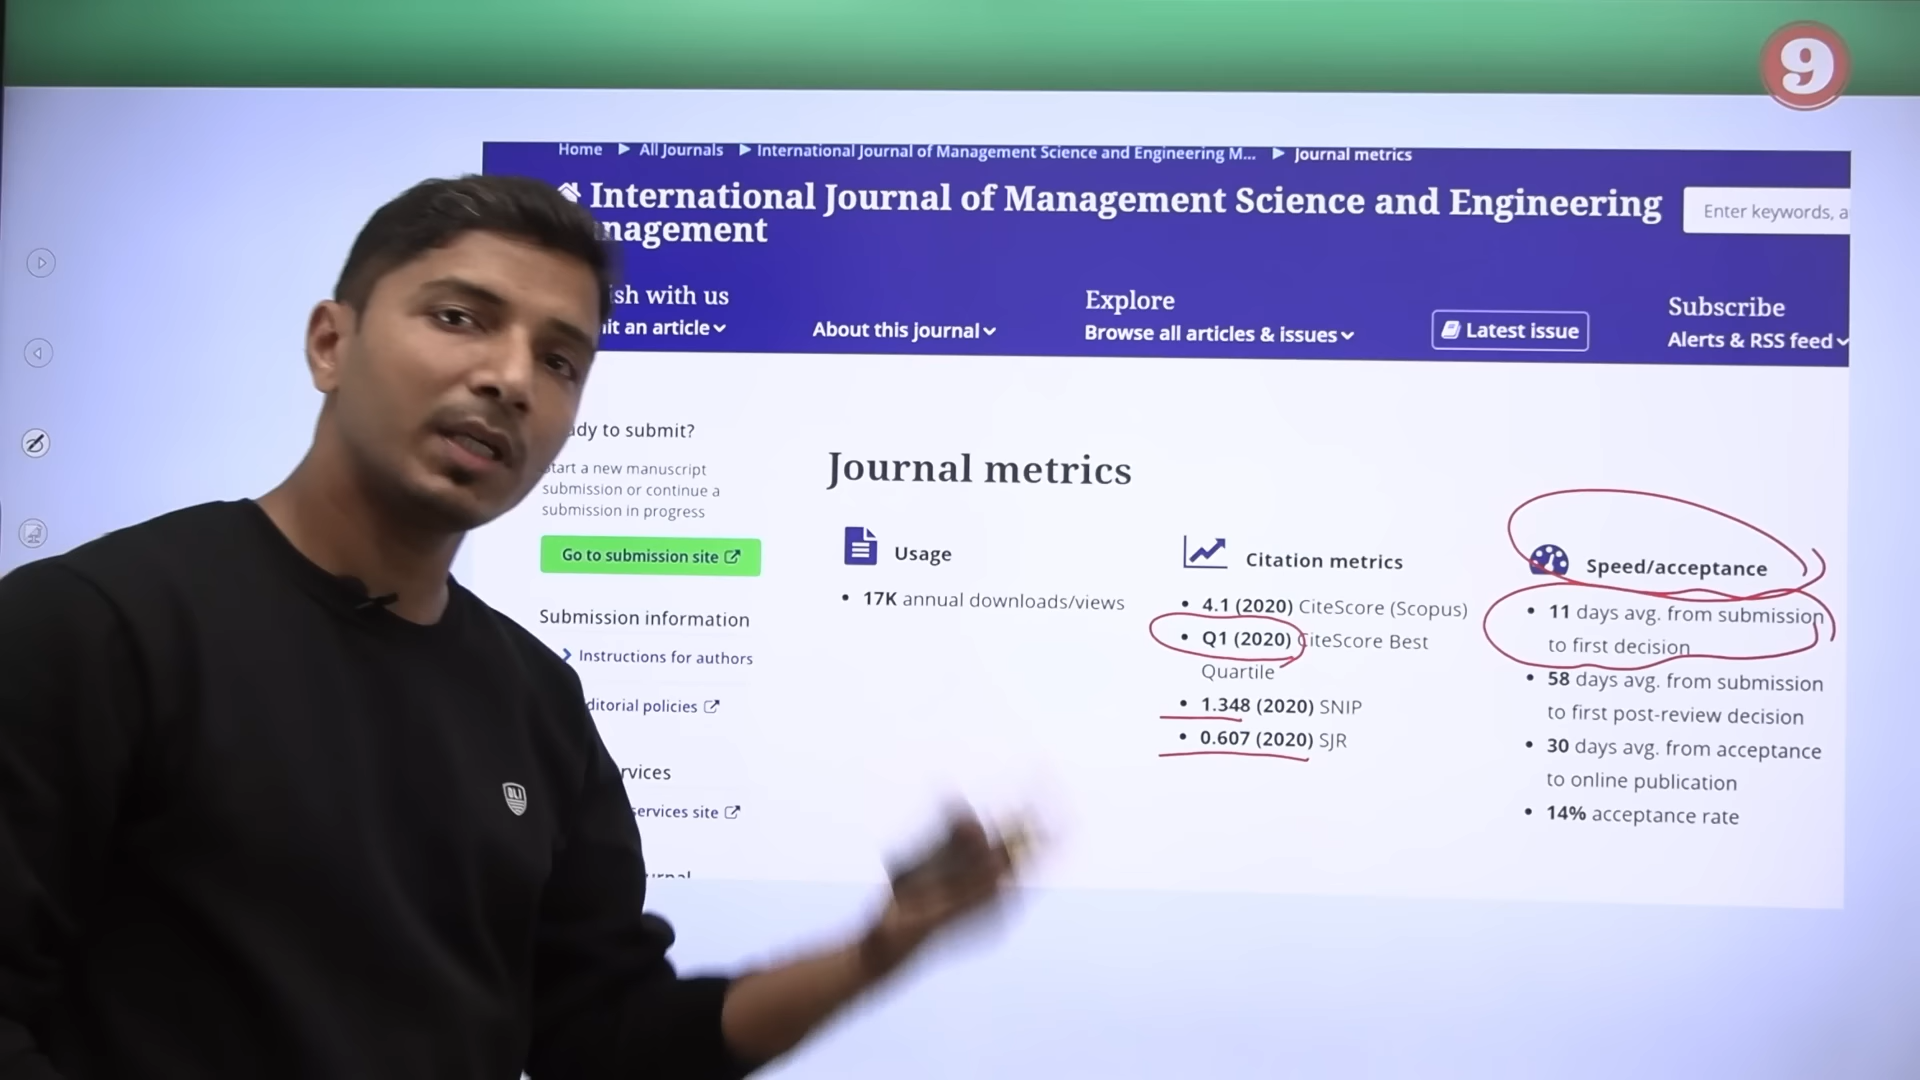 9
Home ▶ All Journals ▶ International Journal of Management Science and Engineering M... ▶ Journal metrics
International Journal of Management Science and Engineering
nagement
Enter keywords, a
sh with us
Explore
Subscribe
it an article
About this journal
Browse all articles & issues
Latest issue
Alerts & RSS feed
dy to submit?
Start a new manuscript
submission or continue a
submission in progress
Go to submission site
Submission information
Instructions for authors
ditorial policies
rvices
services site
Journal metrics
Usage
• 17K annual downloads/views
Citation metrics
• 4.1 (2020) CiteScore (Scopus)
• Q1 (2020) CiteScore Best
Quartile
• 1.348 (2020) SNIP
• 0.607 (2020) SJR
Speed/acceptance
• 11 days avg. from submission
to first decision
• 58 days avg. from submission
to first post-review decision
• 30 days avg. from acceptance
to online publication
• 14% acceptance rate